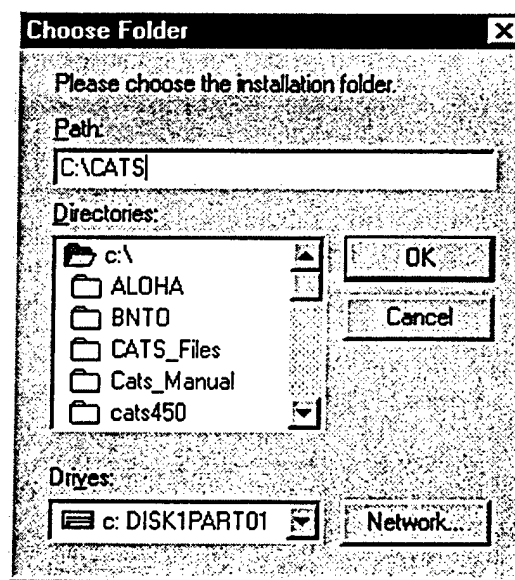 Choose Folder
Please choose the installation folder.
Path:
C:\CATS
Directories:
c:\
ALOHA
BNTO
CATS_Files
Cats_Manual
cats450
OK
Cancel
Drives:
c: DISK1PART01
Network...